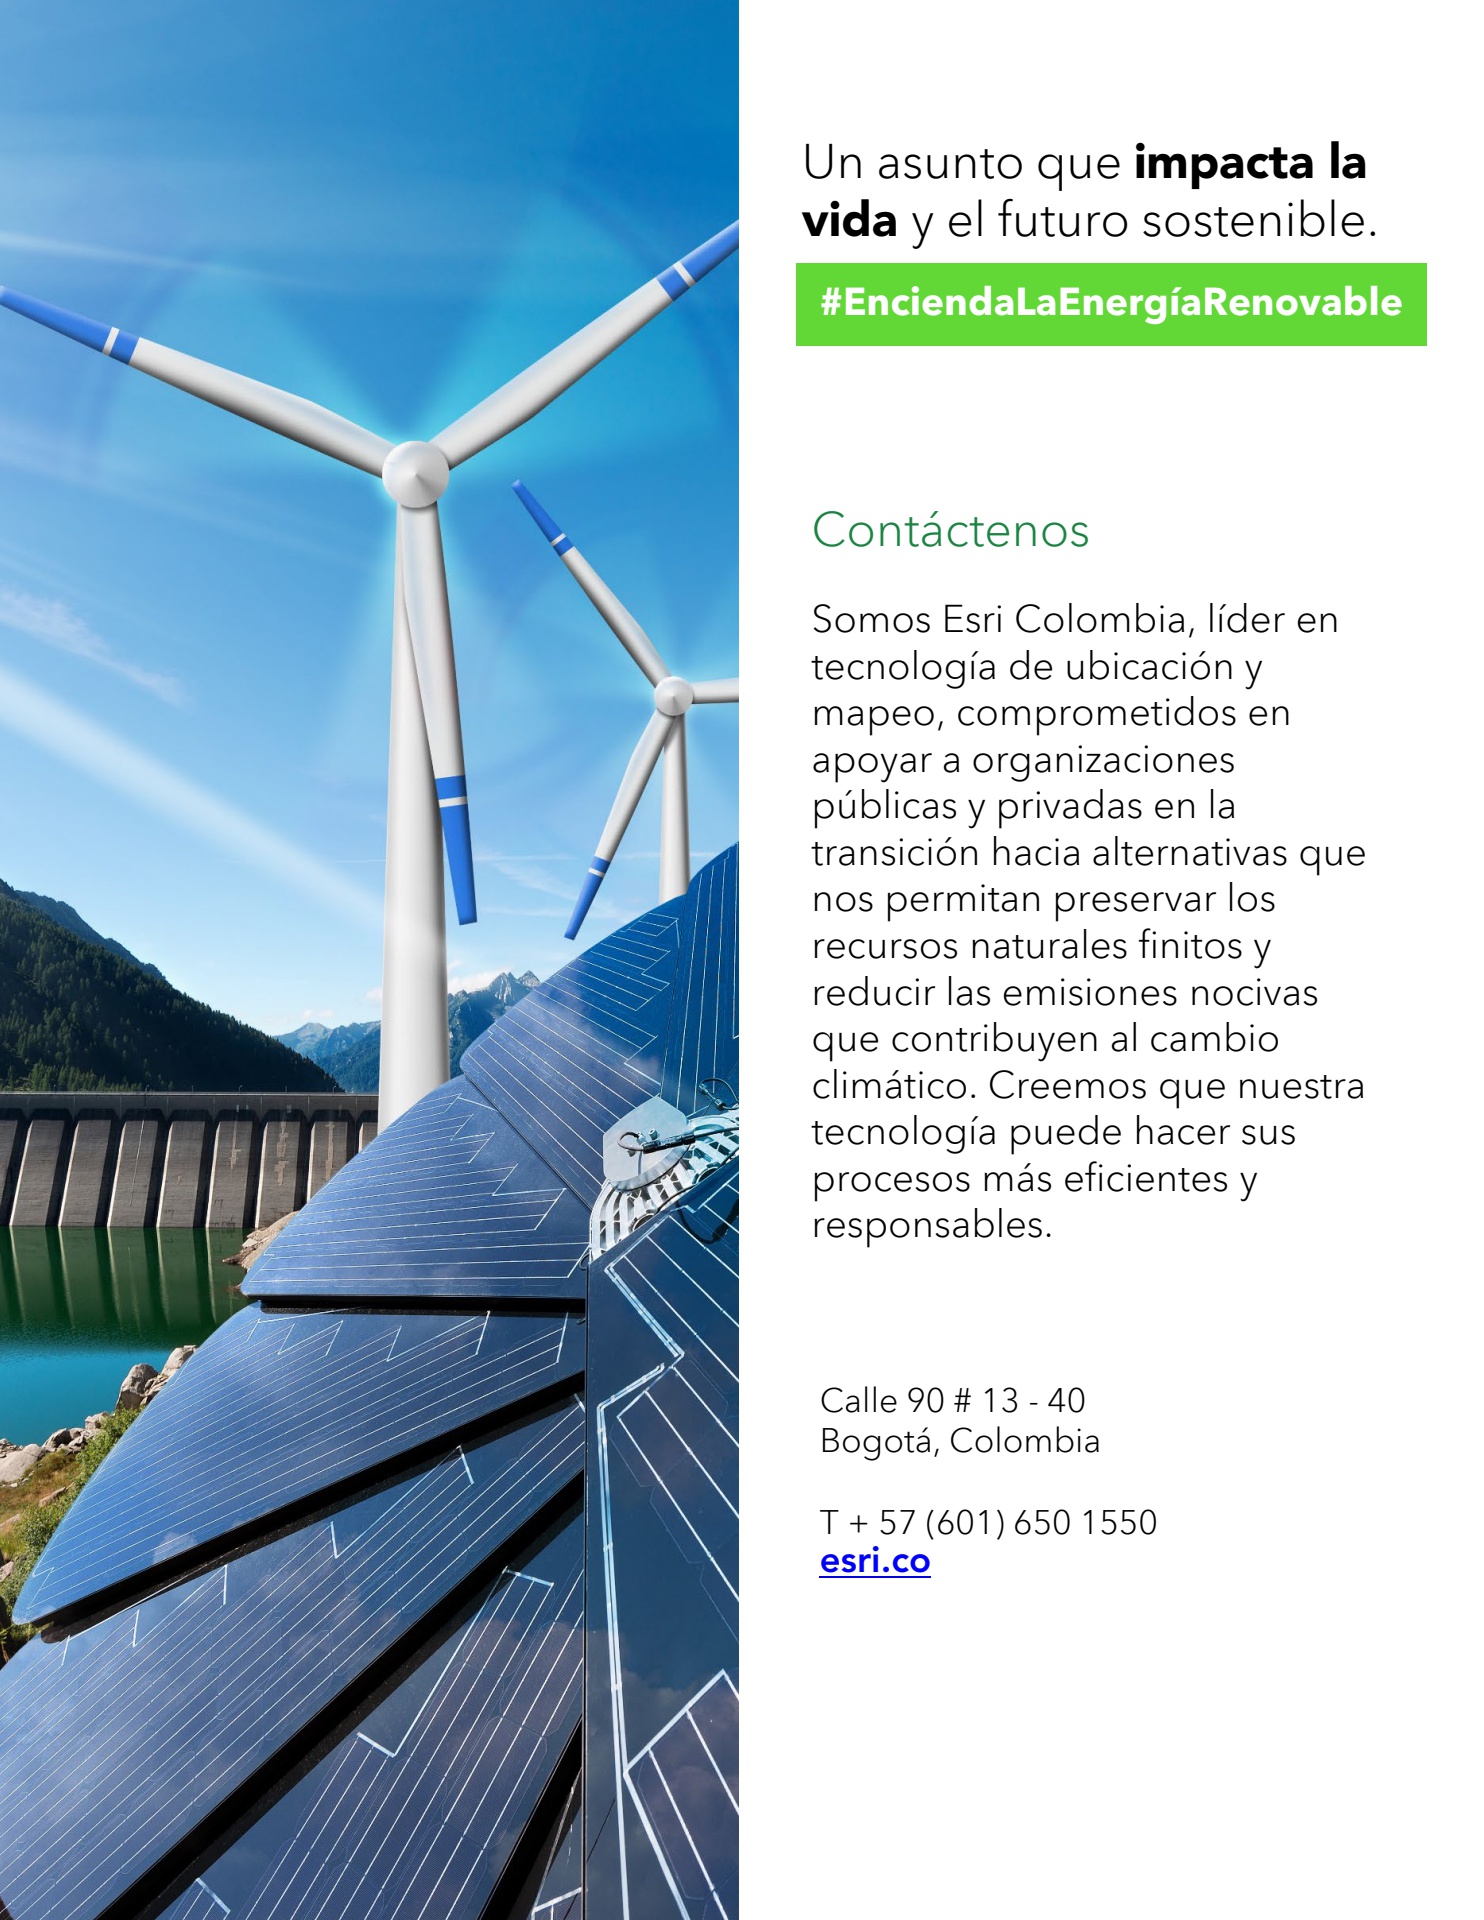 Un asunto que impacta la
vida y el futuro sostenible.
#EnciendaLaEnergíaRenovable
Contáctenos
Somos Esri Colombia, líder en
tecnología de ubicación y
mapeo, comprometidos en
apoyar a organizaciones
públicas y privadas en la
transición hacia alternativas que
nos permitan preservar los
recursos naturales finitos y
reducir las emisiones nocivas
que contribuyen al cambio
climático. Creemos que nuestra
tecnología puede hacer sus
procesos más eficientes y
responsables.
Calle 90 # 13 - 40
Bogotá, Colombia
T + 57 (601) 650 1550
esri.co